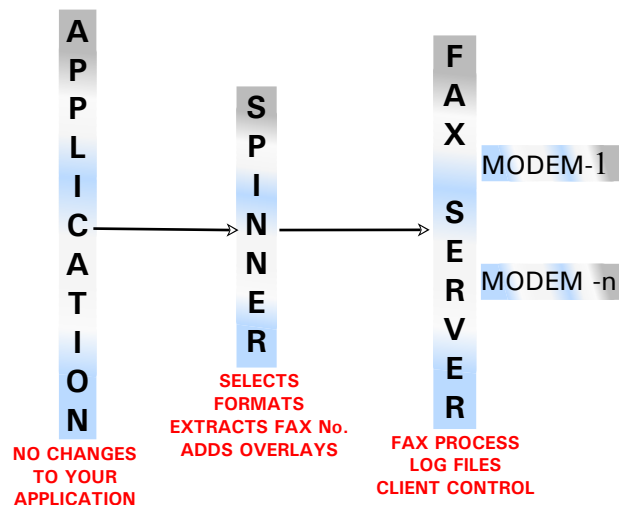 APPLICATION
NO CHANGES
TO YOUR
APPLICATION
SPINNER
SELECTS
FORMATS
EXTRACTS FAX No.
ADDS OVERLAYS
FAX SERVER
MODEM-1
MODEM -n
FAX PROCESS
LOG FILES
CLIENT CONTROL